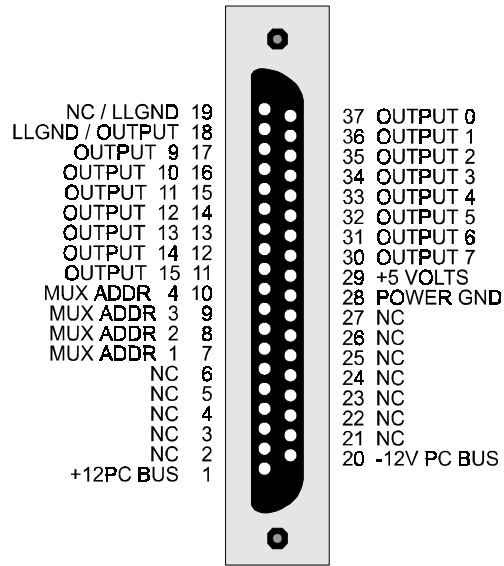 NC / LLGND 19
LLGND / OUTPUT 18
OUTPUT 9 17
OUTPUT 10 16
OUTPUT 11 15
OUTPUT 12 14
OUTPUT 13 13
OUTPUT 14 12
OUTPUT 15 11
MUX ADDR 4 10
MUX ADDR 3 9
MUX ADDR 2 8
MUX ADDR 1 7
NC 6
NC 5
NC 4
NC 3
NC 2
+12PC BUS 1
37 OUTPUT 0
36 OUTPUT 1
35 OUTPUT 2
34 OUTPUT 3
33 OUTPUT 4
32 OUTPUT 5
31 OUTPUT 6
30 OUTPUT 7
29 +5 VOLTS
28 POWER GND
27 NC
26 NC
25 NC
24 NC
23 NC
22 NC
21 NC
20 -12V PC BUS